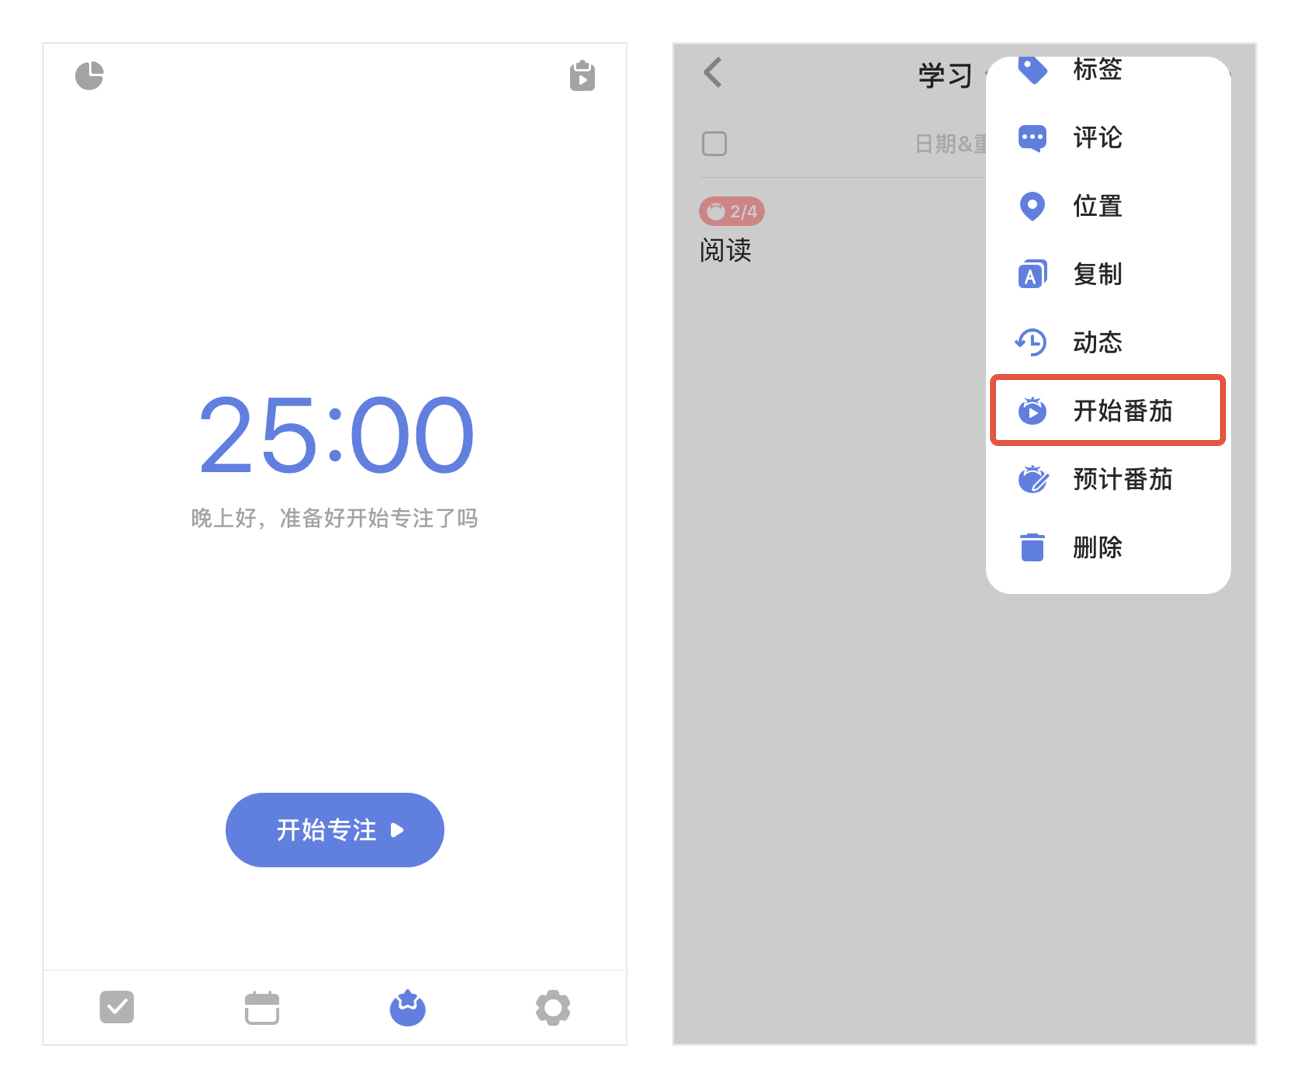 25:00
晚上好，准备好开始专注了吗
开始专注
学习
日期&重
2/4
阅读
标签
评论
位置
A
复制
动态
开始番茄
预计番茄
删除